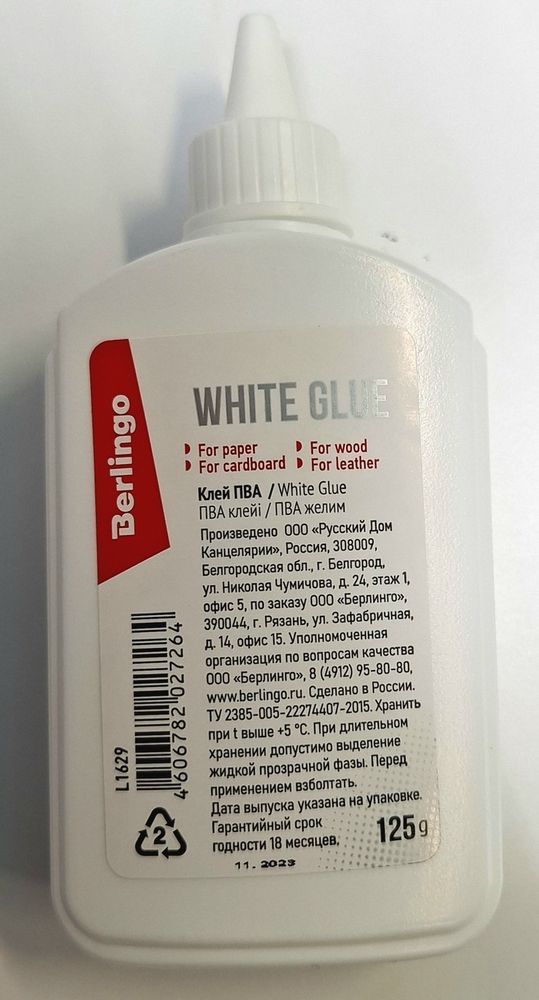 Berlingo
WHITE GLUE
For paper
For wood
For cardboard
For leather
Клей ПВА / White Glue
ПВА клейі / ПВА желим
Произведено ООО «Русский Дом
Канцелярии», Россия, 308009,
Белгородская обл., г. Белгород,
ул. Николая Чумичова, д. 24, этаж 1,
офис 5, по заказу ООО «Берлинго»,
390044, г. Рязань, ул. Зафабричная,
д. 14, офис 15. Уполномоченная
организация по вопросам качества
ООО «Берлинго», 8 (4912) 95-80-80,
www.berlingo.ru. Сделано в России.
ТУ 2385-005-22274407-2015. Хранить
при t выше +5 °С. При длительном
хранении допустимо выделение
жидкой прозрачной фазы. Перед
применением взболтать.
Дата выпуска указана на упаковке.
Гарантийный срок
годности 18 месяцев.
125g
11. 2023
L1629
4 606782 027264
2